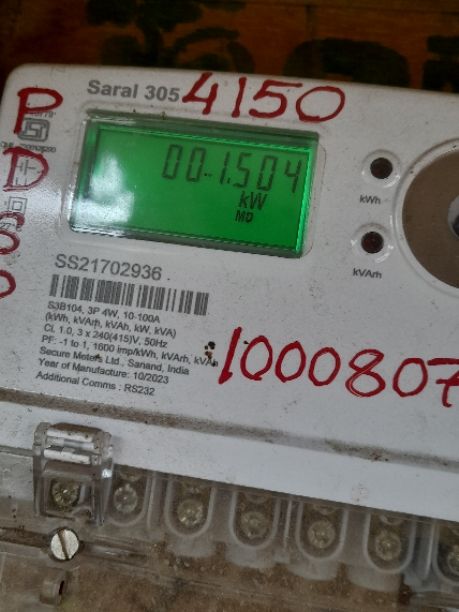 Saral 305
4150
001.504
kW
MD
kWh
kVArh
PDS
SS21702936
S3B104, 3P 4W, 10-100A
(kWh, kVArh, kVAh, kW, kVA)
Cl. 1.0, 3 x 240(415)V, 50Hz
PF: -1 to 1, 1600 imp/kWh, kVArh, kVAh
Secure Meters Ltd., Sanand, India
Year of Manufacture: 10/2023
Additional Comms : RS232
1000807